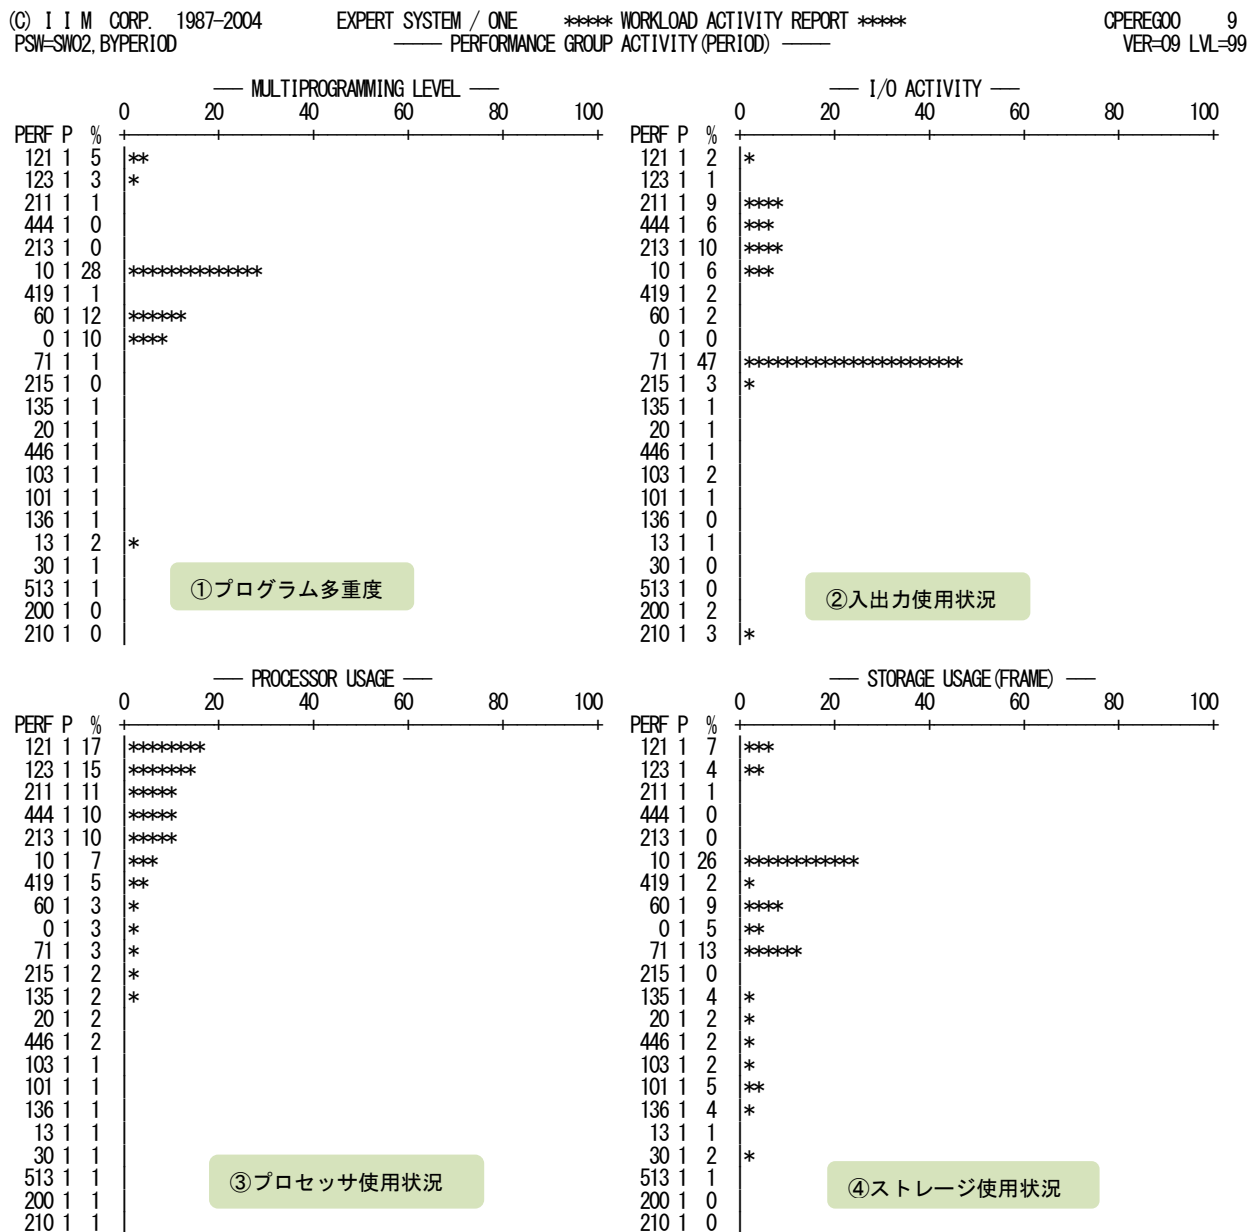 (C) I I M CORP. 1987-2004 EXPERT SYSTEM / ONE ***** WORKLOAD ACTIVITY REPORT ***** CPEREGO0 9
PSW=SW02,BYPERIOD ―― PERFORMANCE GROUP ACTIVITY(PERIOD) ―― VER=09 LVL=99
―― MULTIPROGRAMMING LEVEL ――
0 20 40 60 80 100
PERF P %
121 1 5 |**
123 1 3 |*
211 1 1 |
444 1 0 |
213 1 0 |
10 1 28 |**************
419 1 1 |
60 1 12 |******
0 1 10 |****
71 1 1 |
215 1 0 |
135 1 1 |
20 1 1 |
446 1 1 |
103 1 1 |
101 1 1 |
136 1 1 |
13 1 2 |*
30 1 1 |
513 1 1 |
200 1 0 |
210 1 0 |
①プログラム多重度
―― I/O ACTIVITY ――
0 20 40 60 80 100
PERF P %
121 1 2 |*
123 1 1 |
211 1 9 |****
444 1 6 |***
213 1 10 |****
10 1 6 |***
419 1 2 |
60 1 2 |
0 1 0 |
71 1 47 |***********************
215 1 3 |*
135 1 1 |
20 1 1 |
446 1 1 |
103 1 2 |
101 1 1 |
136 1 0 |
13 1 1 |
30 1 0 |
513 1 0 |
200 1 2 |
210 1 3 |*
②入出力使用状況
―― PROCESSOR USAGE ――
0 20 40 60 80 100
PERF P %
121 1 17 |********
123 1 15 |*******
211 1 11 |*****
444 1 10 |*****
213 1 10 |*****
10 1 7 |***
419 1 5 |**
60 1 3 |*
0 1 3 |*
71 1 3 |*
215 1 2 |*
135 1 2 |*
20 1 2 |
446 1 2 |
103 1 1 |
101 1 1 |
136 1 1 |
13 1 1 |
30 1 1 |
513 1 1 |
200 1 1 |
210 1 1 |
③プロセッサ使用状況
―― STORAGE USAGE(FRAME) ――
0 20 40 60 80 100
PERF P %
121 1 7 |***
123 1 4 |**
211 1 1 |
444 1 0 |
213 1 0 |
10 1 26 |************
419 1 2 |*
60 1 9 |****
0 1 5 |**
71 1 13 |******
215 1 0 |
135 1 4 |*
20 1 2 |*
446 1 2 |*
103 1 2 |*
101 1 5 |**
136 1 4 |*
13 1 1 |
30 1 2 |*
513 1 1 |
200 1 0 |
210 1 0 |
④ストレージ使用状況